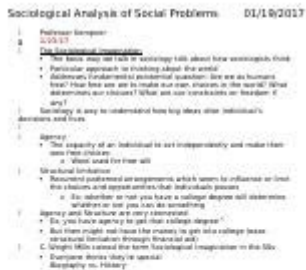 Sociological Analysis of Social Problems 01/19/2017
Professor
1/19/17
The Sociological Imagination
• The basic way we talk in sociology talk about how sociologists think
• Particular approach to thinking about the world
• Addresses fundamental existential question: Are we as humans
free? How free are we to make our own choices in the world? What
determines our choices? What are our constraints on freedom if
any?
Sociology is way to understand how big ideas alter individual's
decisions and lives
Agency
• The capacity of an individual to act independently and make their
own free choices
o Word used for free will
Structural limitation
• Recurrent patterned arrangements which seem to influence or limit
the choices and opportunities that individuals possess
o Ex: whether or not you have a college degree will determine
whether or not you can do something
Agency and Structure are very connected
• Ex. you have agency to get that college degree
• But then might not have the money to get into college (eases
structural limitation through financial aid)
C. Wright Mills coined the term Sociological Imagination in the 50s
• Everyone thinks they're special
Biography vs. History